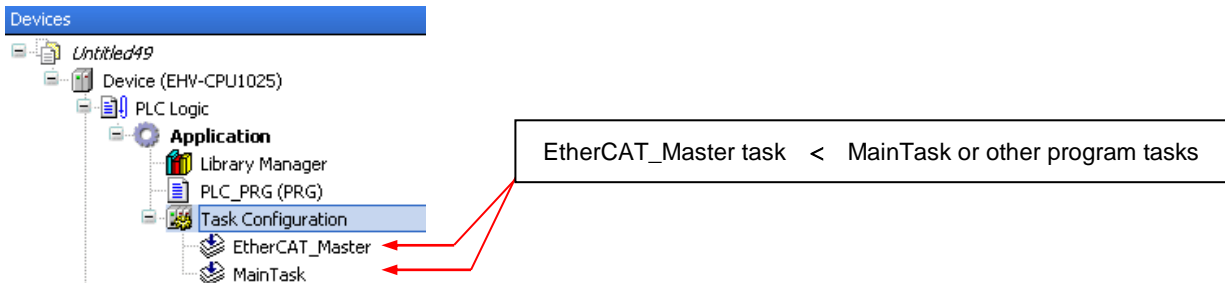 Devices
Untitled49
Device (EHV-CPU1025)
PLC Logic
Application
Library Manager
PLC_PRG (PRG)
Task Configuration
EtherCAT_Master
MainTask
EtherCAT_Master task < MainTask or other program tasks